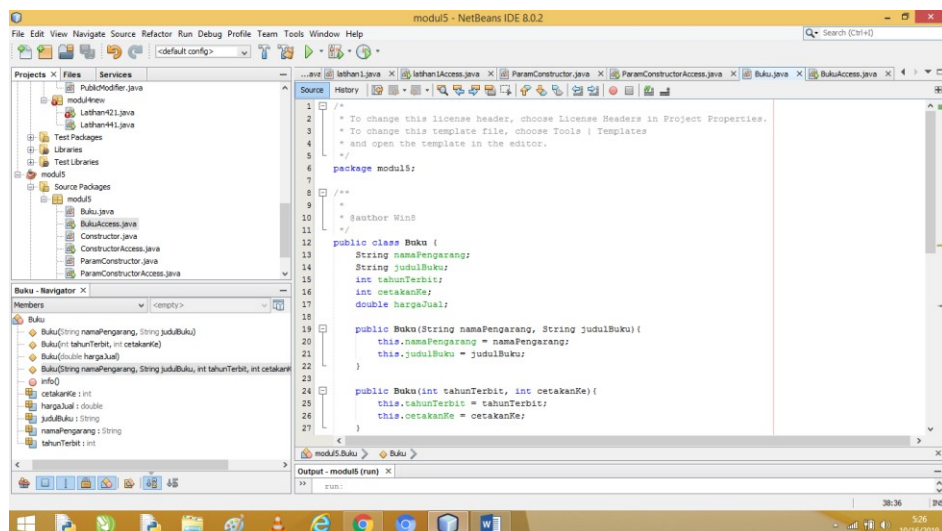 modul5 - NetBeans IDE 8.0.2
File Edit View Navigate Source Refactor Run Debug Profile Team Tools Window Help
Search (Ctrl+I)
<default config>
Projects Files Services
PublicModifier.java
modul4new
Latihan421.java
Latihan441.java
Test Packages
Libraries
Test Libraries
modul5
Source Packages
modul5
Buku.java
BukuAccess.java
Constructor.java
ConstructorAccess.java
ParamConstructor.java
ParamConstructorAccess.java
Buku - Navigator
Members <empty>
Buku
Buku(String namaPengarang, String judulBuku)
Buku(int tahunTerbit, int cetakanKe)
Buku(double hargaJual)
Buku(String namaPengarang, String judulBuku, int tahunTerbit, int cetakanK
info()
cetakanKe : int
hargaJual : double
judulBuku : String
namaPengarang : String
tahunTerbit : int
latihan1.java latihan1Access.java ParamConstructor.java ParamConstructorAccess.java Buku.java BukuAccess.java
Source History
1 /*
2 * To change this license header, choose License Headers in Project Properties.
3 * To change this template file, choose Tools | Templates
4 * and open the template in the editor.
5 */
6 package modul5;
7
8 /**
9 *
10 * @author Win8
11 */
12 public class Buku {
13 String namaPengarang;
14 String judulBuku;
15 int tahunTerbit;
16 int cetakanKe;
17 double hargaJual;
18
19 public Buku(String namaPengarang, String judulBuku){
20 this.namaPengarang = namaPengarang;
21 this.judulBuku = judulBuku;
22 }
23
24 public Buku(int tahunTerbit, int cetakanKe){
25 this.tahunTerbit = tahunTerbit;
26 this.cetakanKe = cetakanKe;
27 }
modul5.Buku Buku
Output - modul5 (run)
run:
38:36 INS
5:26
10/16/2019